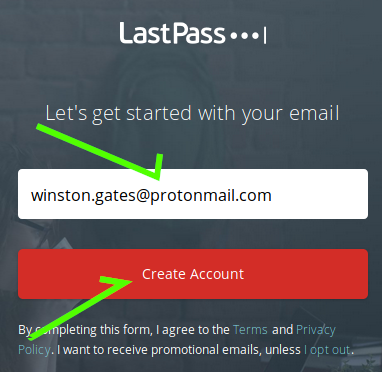 LastPass•••|
Let's get started with your email
winston.gates@protonmail.com
Create Account
By completing this form, I agree to the Terms and Privacy
Policy. I want to receive promotional emails, unless I opt out.